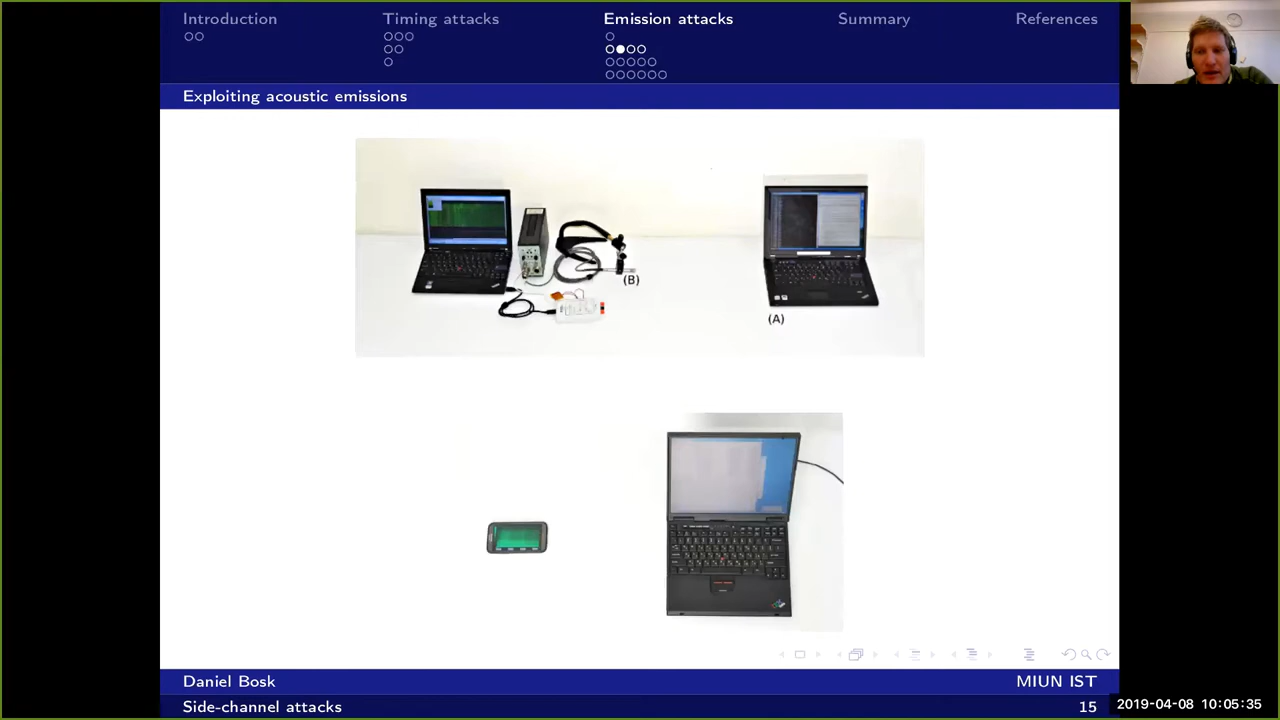 Introduction
Timing attacks
Emission attacks
Summary
References
Exploiting acoustic emissions
(B)
(A)
Daniel Bosk
MIUN IST
Side-channel attacks
15
2019-04-08 10:05:35